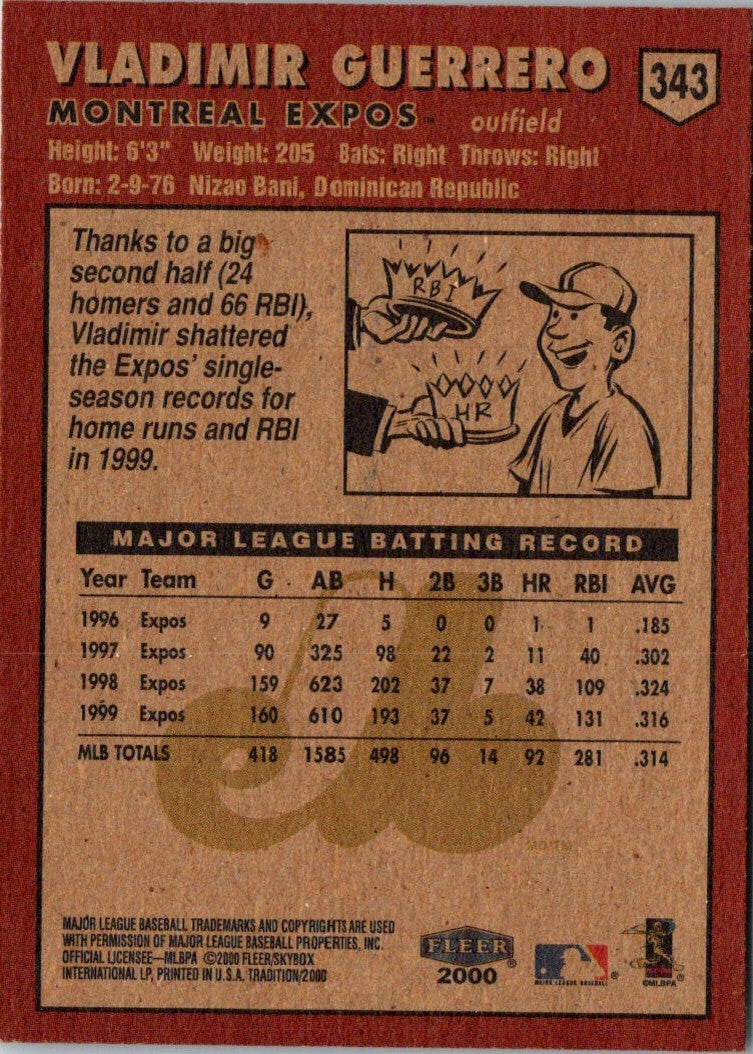 VLADIMIR GUERRERO
343
MONTREAL EXPOS™ outfield
Height: 6'3" Weight: 205 Bats: Right Throws: Right
Born: 2-9-76 Nizao Bani, Dominican Republic
Thanks to a big
second half (24
homers and 66 RBI),
Vladimir shattered
the Expos' single-
season records for
home runs and RBI
in 1999.
RBI
HR
MAJOR LEAGUE BATTING RECORD
Year Team G AB H 2B 3B HR RBI AVG
1996 Expos 9 27 5 0 0 1 1 .185
1997 Expos 90 325 98 22 2 11 40 .302
1998 Expos 159 623 202 37 7 38 109 .324
1999 Expos 160 610 193 37 5 42 131 .316
MLB TOTALS 418 1585 498 96 14 92 281 .314
MAJOR LEAGUE BASEBALL TRADEMARKS AND COPYRIGHTS ARE USED
WITH PERMISSION OF MAJOR LEAGUE BASEBALL PROPERTIES, INC.
OFFICIAL LICENSEE—MLBPA ©2000 FLEER/SKYBOX
INTERNATIONAL LP, PRINTED IN U.S.A. TRADITION/2000
FLEER®
2000
MAJOR LEAGUE BASEBALL ®
©MLBPA